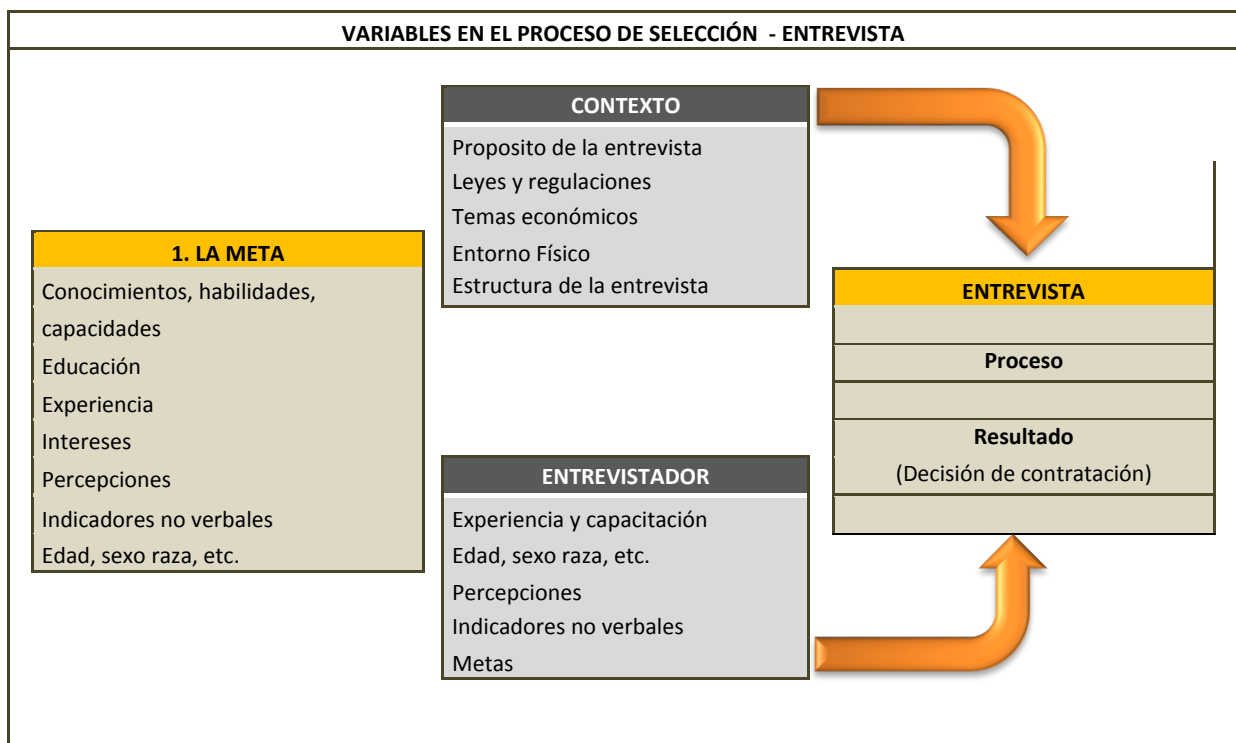 VARIABLES EN EL PROCESO DE SELECCIÓN - ENTREVISTA
CONTEXTO
Proposito de la entrevista
Leyes y regulaciones
Temas económicos
Entorno Físico
Estructura de la entrevista
1. LA META
Conocimientos, habilidades,
capacidades
Educación
Experiencia
Intereses
Percepciones
Indicadores no verbales
Edad, sexo raza, etc.
ENTREVISTADOR
Experiencia y capacitación
Edad, sexo raza, etc.
Percepciones
Indicadores no verbales
Metas
ENTREVISTA
Proceso
Resultado
(Decisión de contratación)